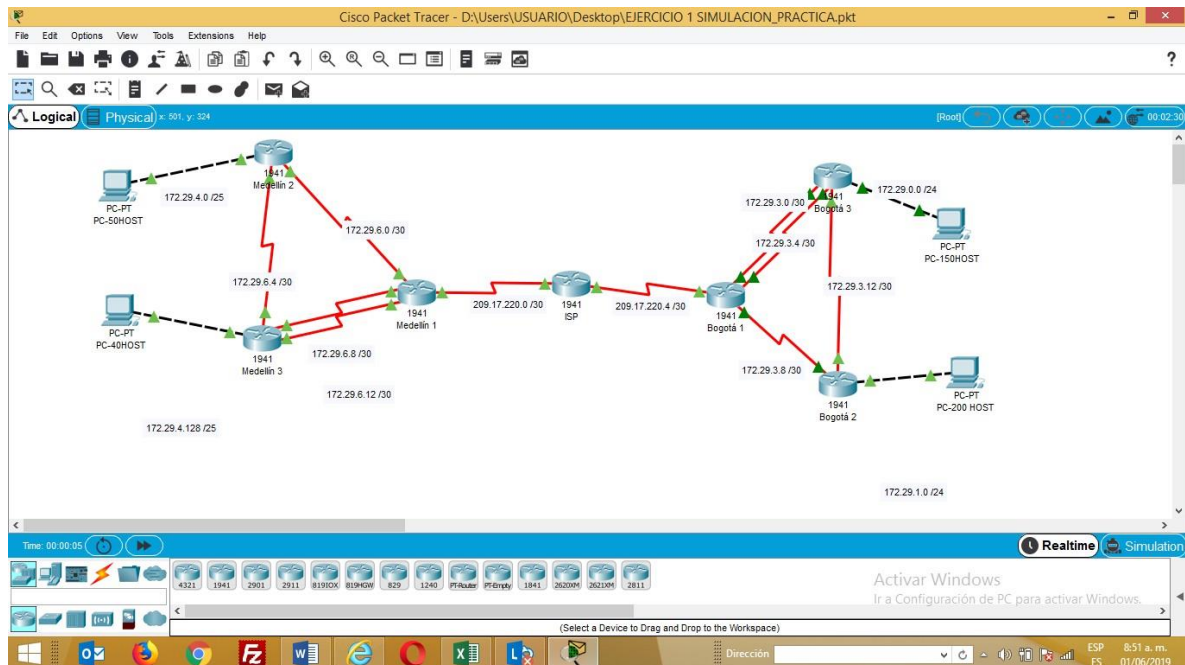 Cisco Packet Tracer - D:\Users\USUARIO\Desktop\EJERCICIO 1 SIMULACION_PRACTICA.pkt
File Edit Options View Tools Extensions Help
Logical Physical x: 501, y: 324 [Root] 00:02:30
1941
Medellín 2
172.29.4.0 /25
PC-PT
PC-50HOST
172.29.6.0 /30
172.29.6.4 /30
1941
Medellín 1
PC-PT
PC-40HOST
1941
Medellín 3
172.29.6.8 /30
172.29.6.12 /30
172.29.4.128 /25
209.17.220.0 /30
1941
ISP
209.17.220.4 /30
1941
Bogotá 1
172.29.3.0 /30
1941
Bogotá 3
172.29.0.0 /24
PC-PT
PC-150HOST
172.29.3.4 /30
172.29.3.12 /30
172.29.3.8 /30
1941
Bogotá 2
PC-PT
PC-200 HOST
172.29.1.0 /24
Time: 00:00:05 Realtime Simulation
4321 1941 2901 2911 819IOX 819HGW 829 1240 PT-Router PT-Empty 1841 2620XM 2621XM 2811
Activar Windows
Ir a Configuración de PC para activar Windows.
(Select a Device to Drag and Drop to the Workspace)
Dirección
ESP 8:51 a. m.
ES 01/06/2019